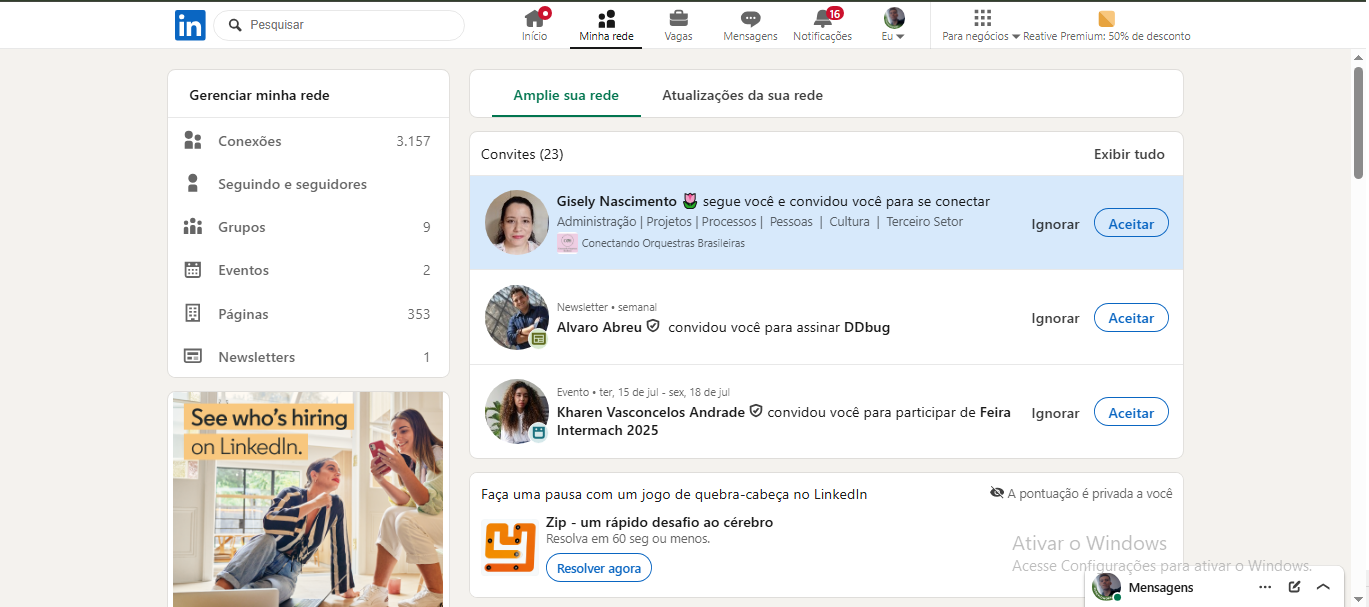 in
Pesquisar
Início
Minha rede
Vagas
Mensagens
16
Notificações
Eu
Para negócios
Reative Premium: 50% de desconto
Gerenciar minha rede
Conexões 3.157
Seguindo e seguidores
Grupos 9
Eventos 2
Páginas 353
Newsletters 1
See who's hiring
on LinkedIn.
Amplie sua rede
Atualizações da sua rede
Convites (23)
Exibir tudo
Gisely Nascimento 🌷 segue você e convidou você para se conectar
Administração | Projetos | Processos | Pessoas | Cultura | Terceiro Setor
Conectando Orquestras Brasileiras
Ignorar
Aceitar
Newsletter • semanal
Alvaro Abreu convidou você para assinar DDbug
Ignorar
Aceitar
Evento • ter, 15 de jul - sex, 18 de jul
Kharen Vasconcelos Andrade convidou você para participar de Feira
Intermach 2025
Ignorar
Aceitar
Faça uma pausa com um jogo de quebra-cabeça no LinkedIn
A pontuação é privada a você
Zip - um rápido desafio ao cérebro
Resolva em 60 seg ou menos.
Resolver agora
Ativar o Windows
Acesse Configurações para ativar o Windows.
Mensagens